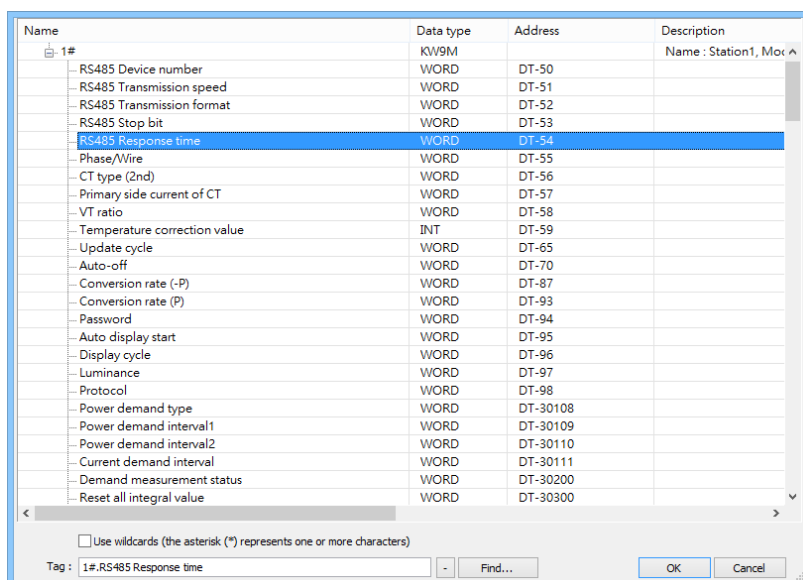 Name Data type Address Description
1# KW9M Name : Station1, Moc
RS485 Device number WORD DT-50
RS485 Transmission speed WORD DT-51
RS485 Transmission format WORD DT-52
RS485 Stop bit WORD DT-53
RS485 Response time WORD DT-54
Phase/Wire WORD DT-55
CT type (2nd) WORD DT-56
Primary side current of CT WORD DT-57
VT ratio WORD DT-58
Temperature correction value INT DT-59
Update cycle WORD DT-65
Auto-off WORD DT-70
Conversion rate (-P) WORD DT-87
Conversion rate (P) WORD DT-93
Password WORD DT-94
Auto display start WORD DT-95
Display cycle WORD DT-96
Luminance WORD DT-97
Protocol WORD DT-98
Power demand type WORD DT-30108
Power demand interval1 WORD DT-30109
Power demand interval2 WORD DT-30110
Current demand interval WORD DT-30111
Demand measurement status WORD DT-30200
Reset all integral value WORD DT-30300
Use wildcards (the asterisk (*) represents one or more characters)
Tag : 1#.RS485 Response time - Find... OK Cancel